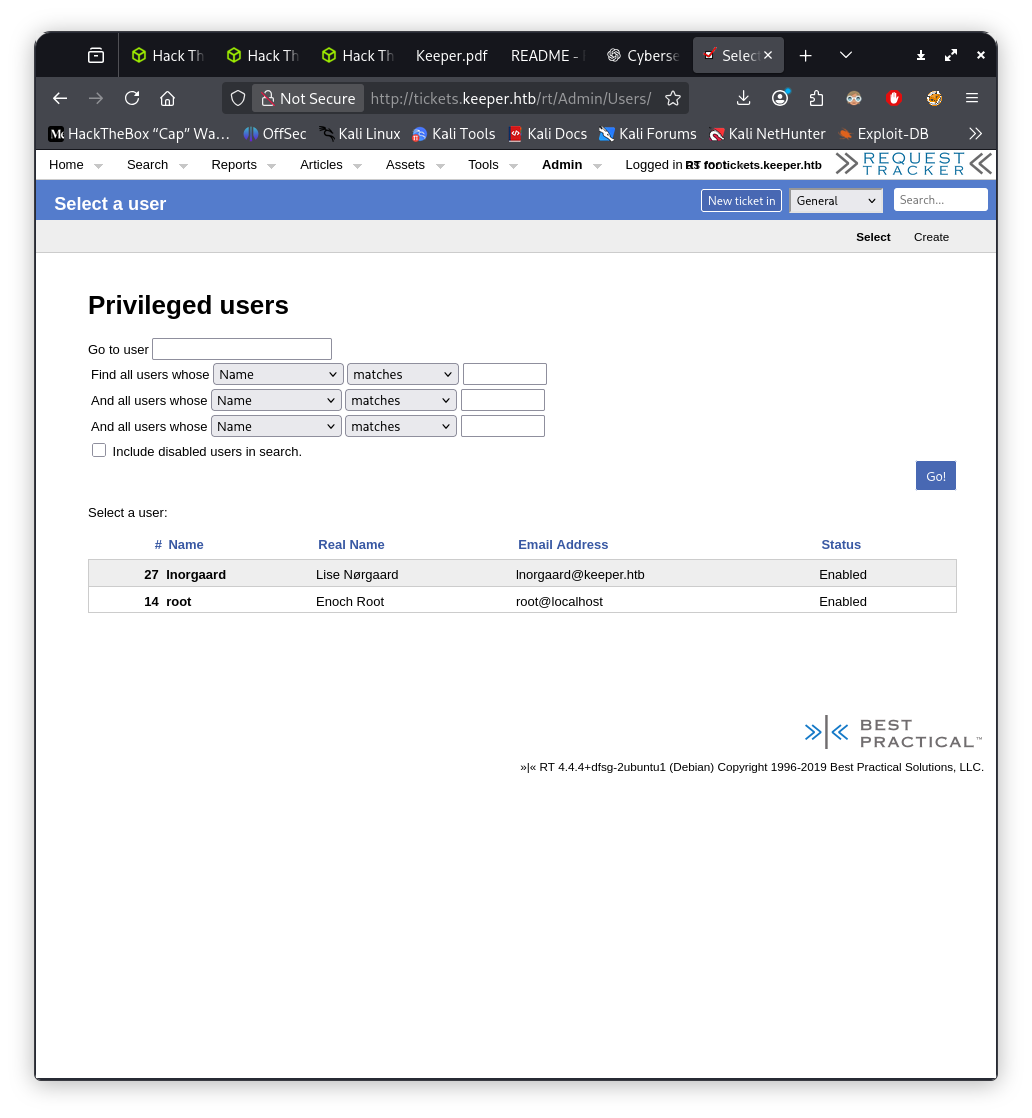 Hack Th Hack Th Hack Th Keeper.pdf README - Cyberse Selec
Not Secure http://tickets.keeper.htb/rt/Admin/Users/
HackTheBox “Cap” Wa… OffSec Kali Linux Kali Tools Kali Docs Kali Forums Kali NetHunter Exploit-DB
Home Search Reports Articles Assets Tools Admin Logged in as root RT for tickets.keeper.htb REQUEST TRACKER
Select a user New ticket in General Search...
Select Create
Privileged users
Go to user
Find all users whose Name matches
And all users whose Name matches
And all users whose Name matches
Include disabled users in search.
Go!
Select a user:
# Name Real Name Email Address Status
27 lnorgaard Lise Nørgaard lnorgaard@keeper.htb Enabled
14 root Enoch Root root@localhost Enabled
BEST
PRACTICAL™
»|« RT 4.4.4+dfsg-2ubuntu1 (Debian) Copyright 1996-2019 Best Practical Solutions, LLC.